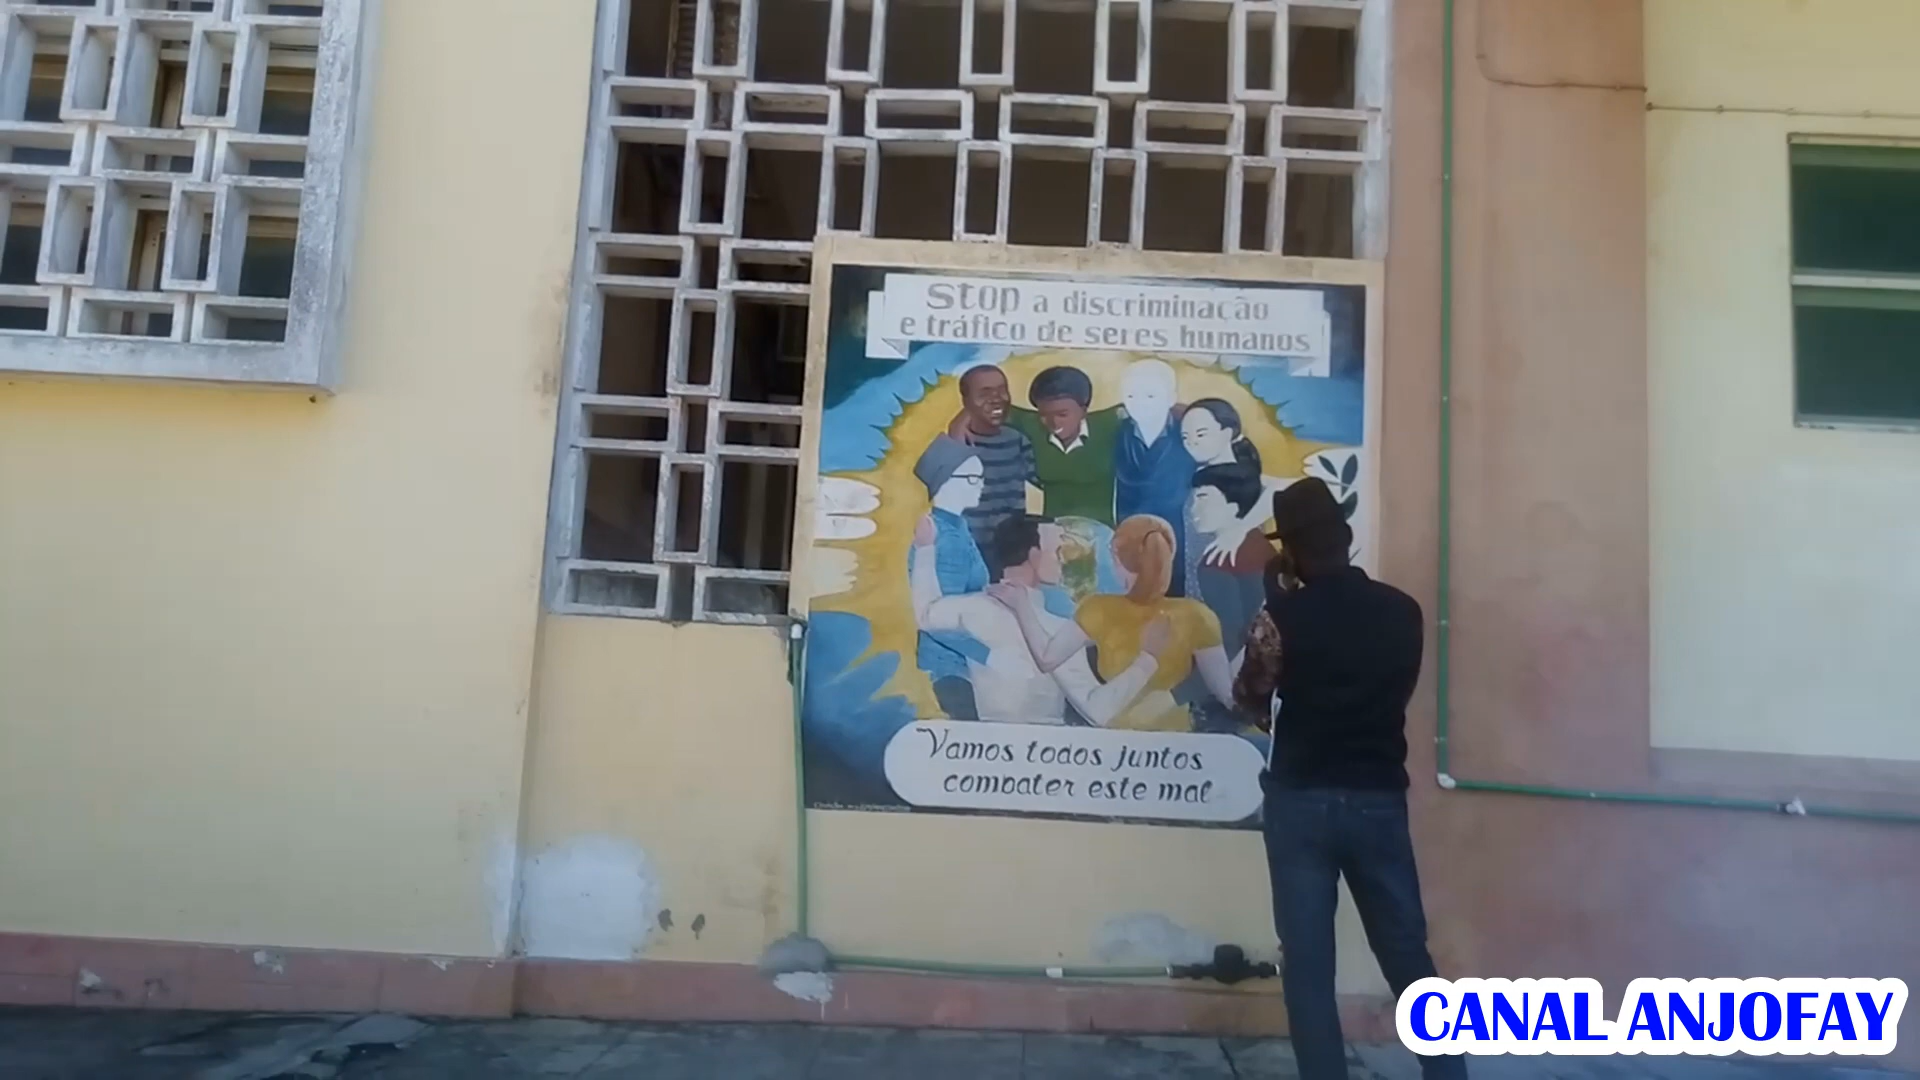 Stop a discriminação
e tráfico de seres humanos
Vamos todos juntos
combater este mal
CANAL ANJOFAY